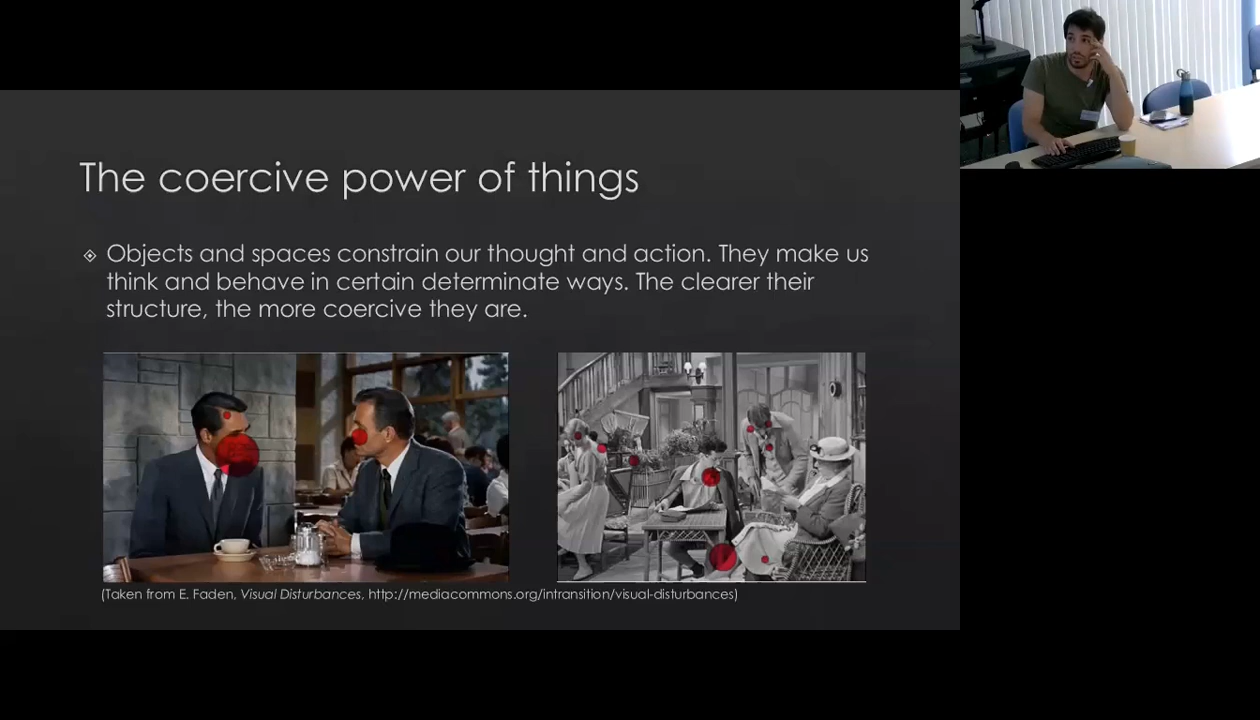 The coercive power of things
Objects and spaces constrain our thought and action. They make us
think and behave in certain determinate ways. The clearer their
structure, the more coercive they are.
(Taken from E. Faden, Visual Disturbances, http://mediacommons.org/intransition/visual-disturbances)